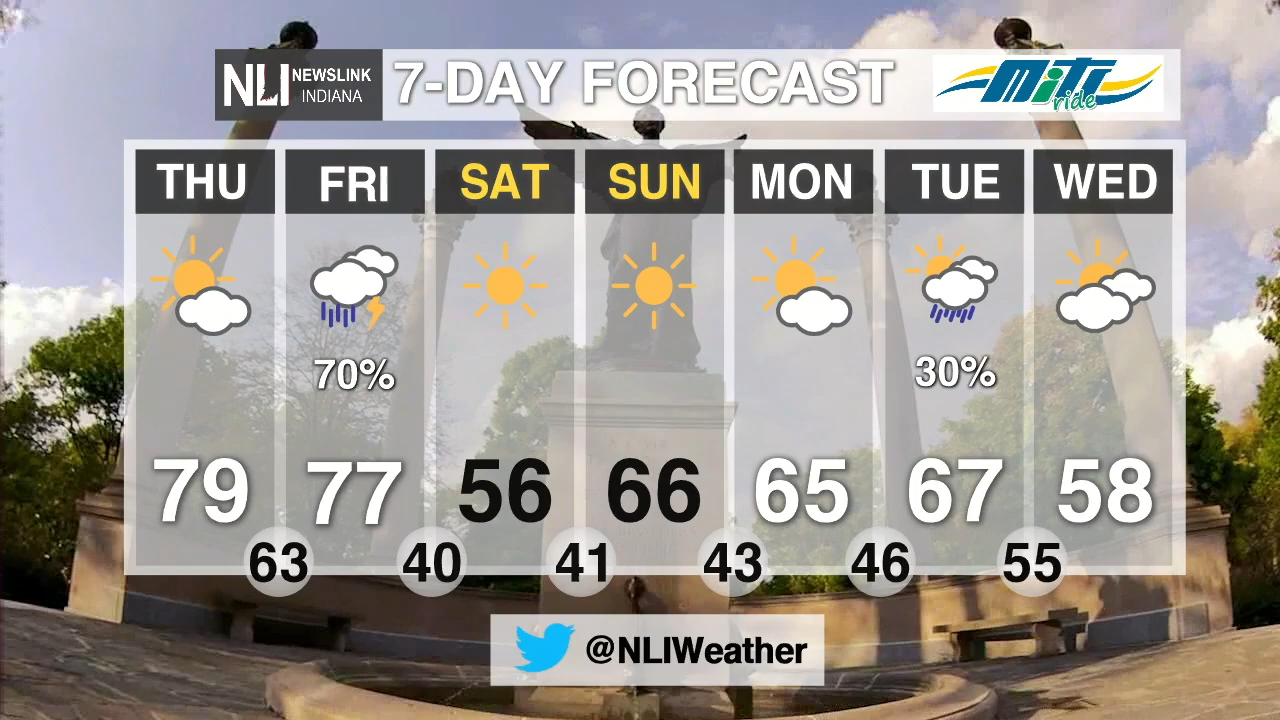 NLI NEWSLINK INDIANA 7-DAY FORECAST MiTS ride
THU FRI SAT SUN MON TUE WED
70% 30%
79 77 56 66 65 67 58
63 40 41 43 46 55
@NLIWeather